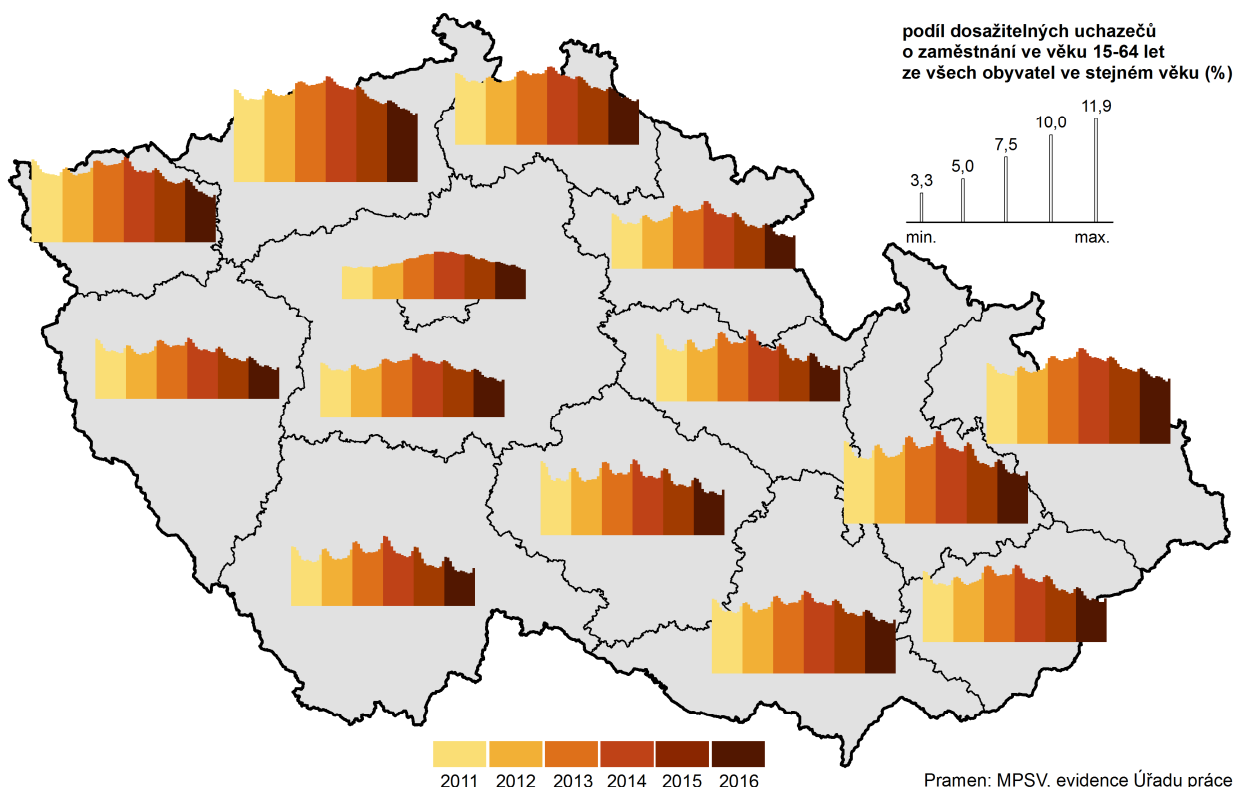 podíl dosažitelných uchazečů
o zaměstnání ve věku 15-64 let
ze všech obyvatel ve stejném věku (%)
3,3
5,0
7,5
10,0
11,9
min.
max.
2011
2012
2013
2014
2015
2016
Pramen: MPSV. evidence Úřadu práce